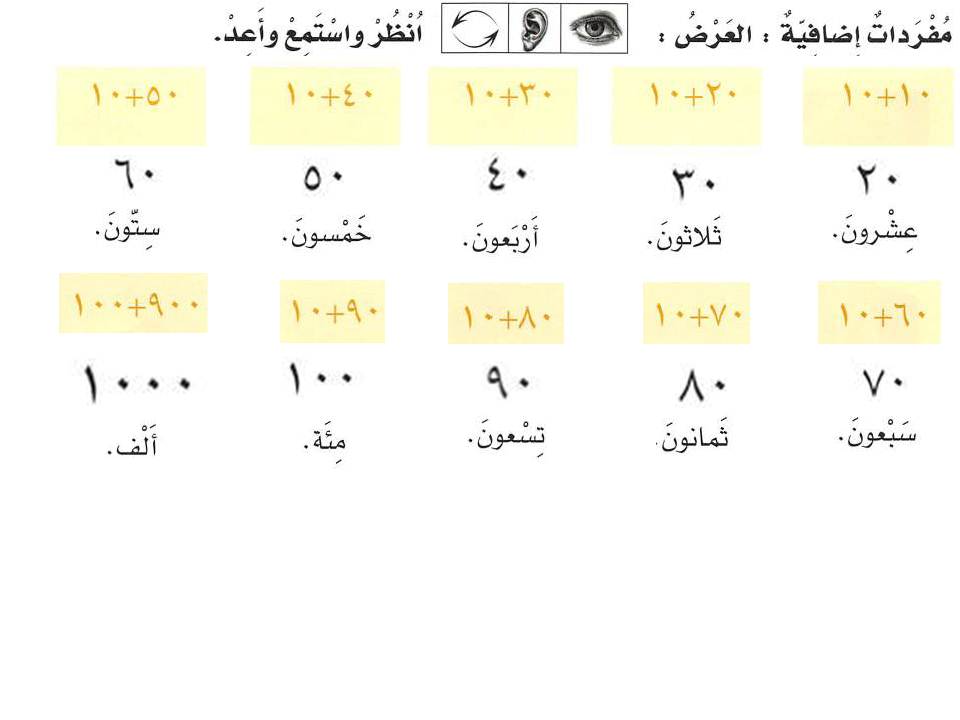 مُفْرَداتٌ إضافِيّةٌ : العَرْضُ : اُنْظُرْ واسْتَمِعْ وأَعِدْ.
١٠+١٠ ١٠+٢٠ ١٠+٣٠ ١٠+٤٠ ١٠+٥٠
٢٠ ٣٠ ٤٠ ٥٠ ٦٠
عِشْرونَ. ثَلاثونَ. أَرْبَعونَ. خَمْسونَ. سِتّونَ.
١٠+٦٠ ١٠+٧٠ ١٠+٨٠ ١٠+٩٠ ١٠٠+٩٠٠
٧٠ ٨٠ ٩٠ ١٠٠ ١٠٠٠
سَبْعونَ. ثَمانونَ. تِسْعونَ. مِئَة. أَلْف.